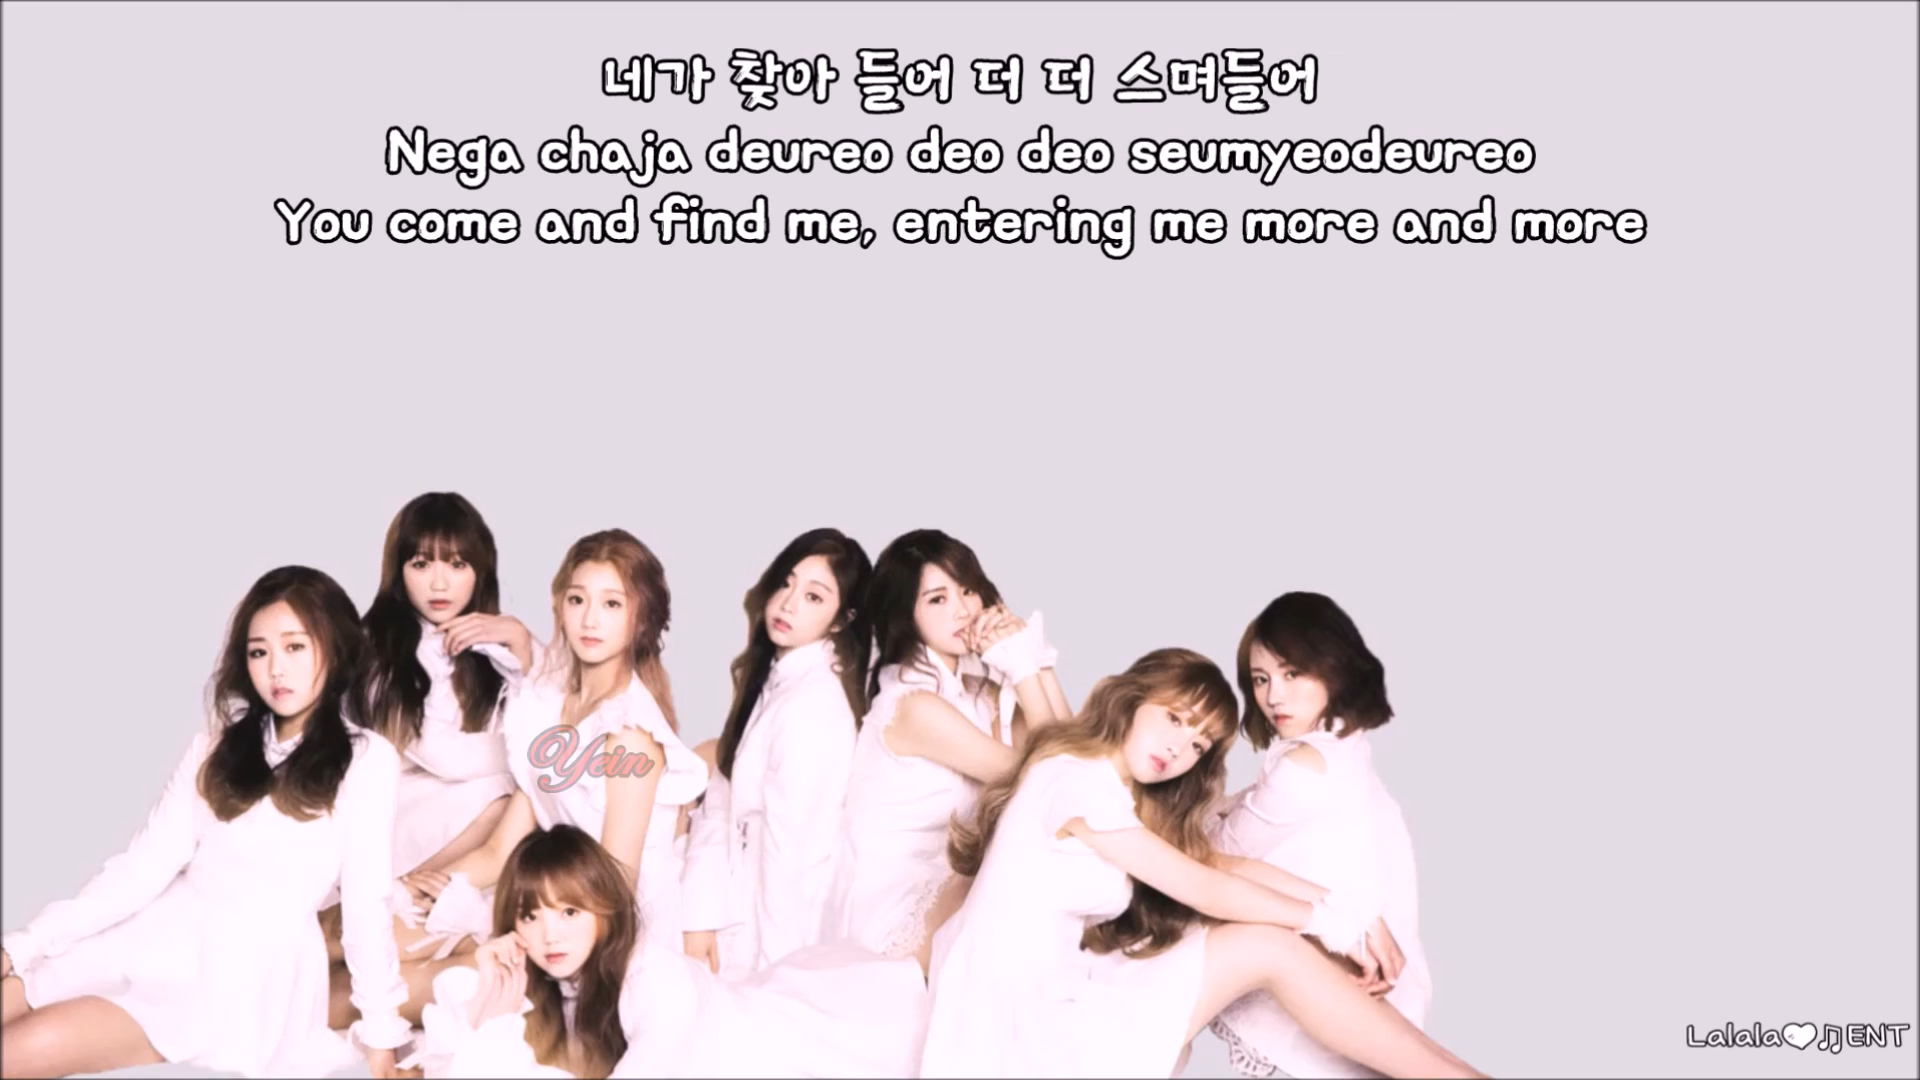 네가 찾아 들어 더 더 스며들어
Nega chaja deureo deo deo seumyeodeureo
You come and find me, entering me more and more
Yein
Lalala♥♫ENT